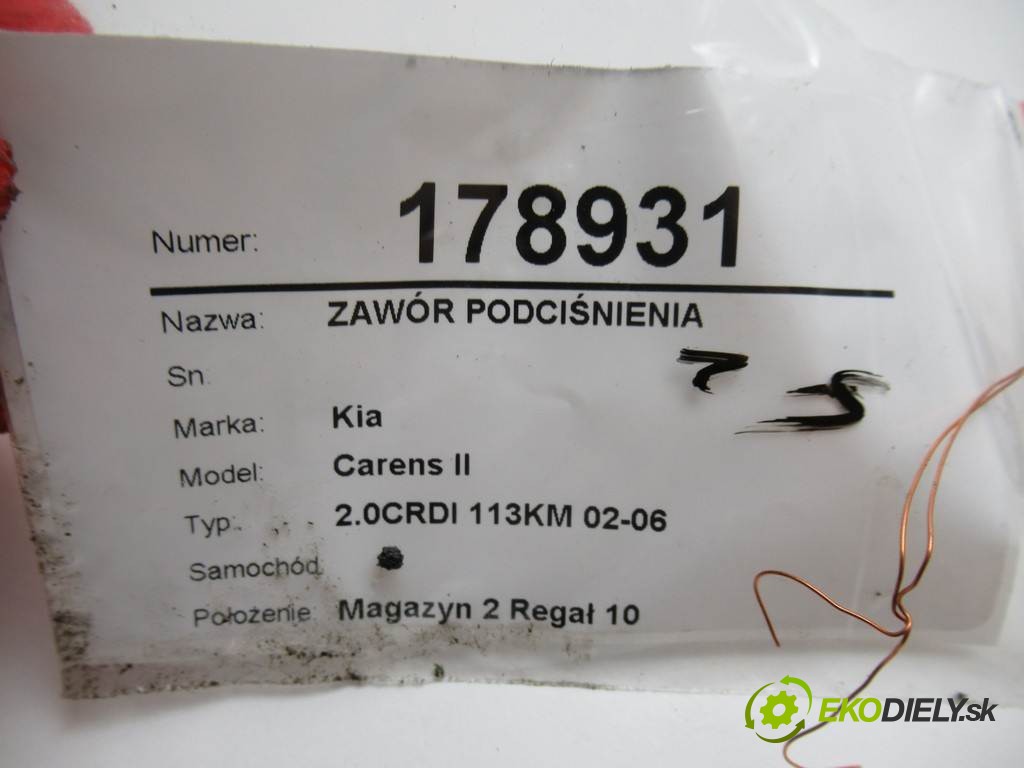 Numer: 178931
Nazwa: ZAWÓR PODCIŚNIENIA
Sn
Marka: Kia
Model: Carens II
Typ: 2.0CRDI 113KM 02-06
Samochód
Położenie Magazyn 2 Regał 10
EKODIELY.sk